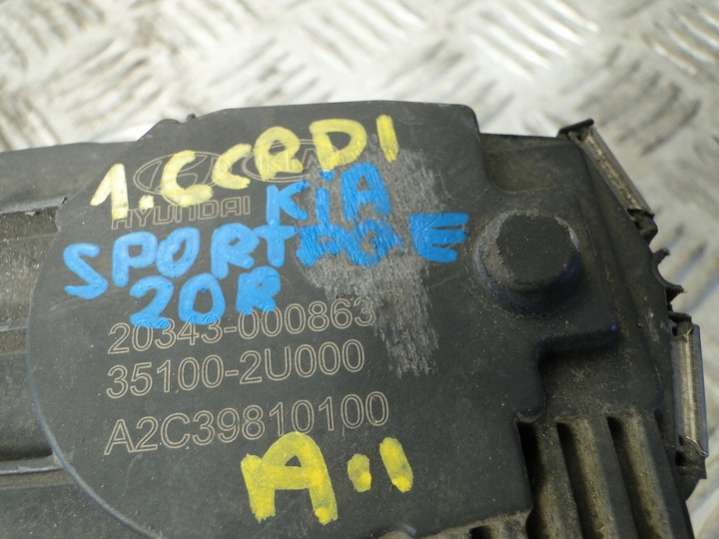 1.6CRDI
HYUNDAI KiA
SPORTAGE
20R
20343-000863
35100-2U000
A2C39810100
A..1